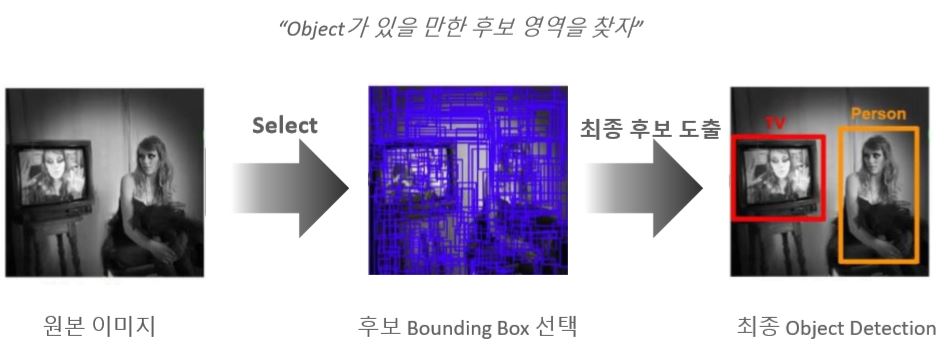 “Object가 있을 만한 후보 영역을 찾자”
Select
최종 후보 도출
TV
Person
원본 이미지
후보 Bounding Box 선택
최종 Object Detection